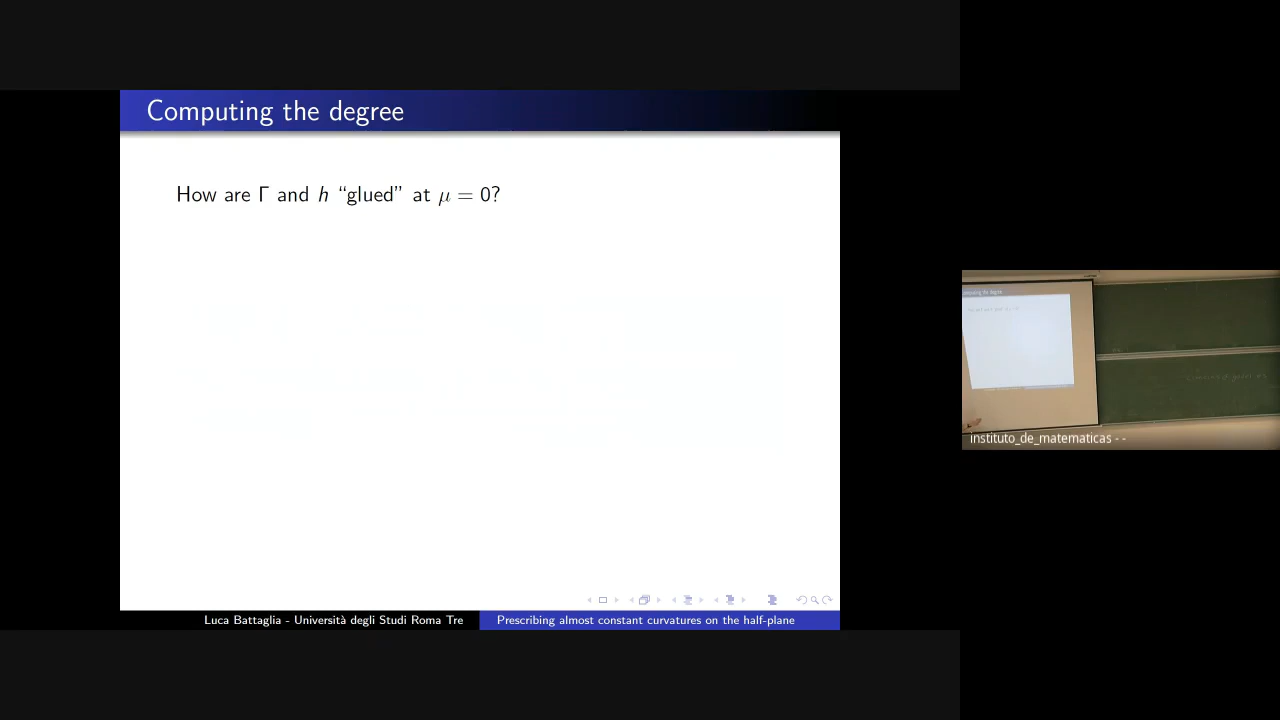 Computing the degree
How are Γ and h “glued” at μ = 0?
Luca Battaglia - Università degli Studi Roma Tre
Prescribing almost constant curvatures on the half-plane
instituto_de_matematicas - -